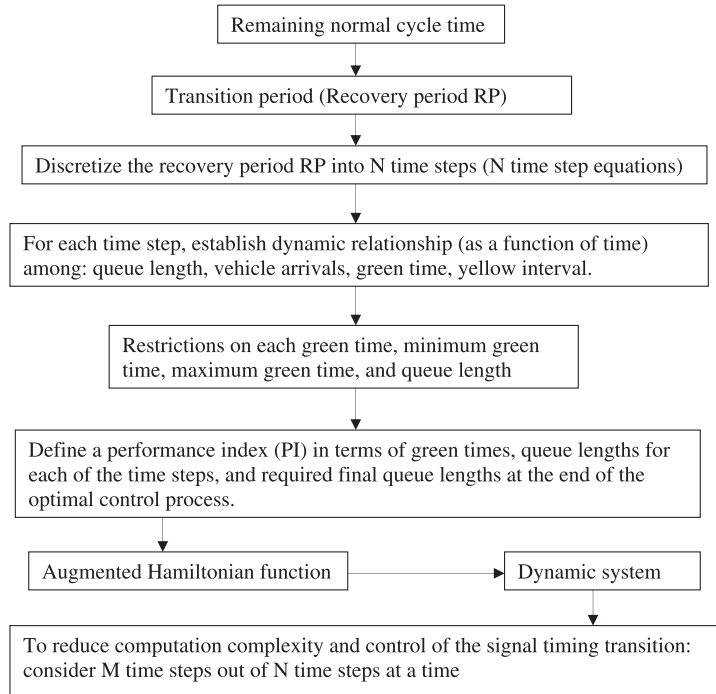 Remaining normal cycle time
Transition period (Recovery period RP)
Discretize the recovery period RP into N time steps (N time step equations)
For each time step, establish dynamic relationship (as a function of time)
among: queue length, vehicle arrivals, green time, yellow interval.
Restrictions on each green time, minimum green
time, maximum green time, and queue length
Define a performance index (PI) in terms of green times, queue lengths for
each of the time steps, and required final queue lengths at the end of the
optimal control process.
Augmented Hamiltonian function
Dynamic system
To reduce computation complexity and control of the signal timing transition:
consider M time steps out of N time steps at a time